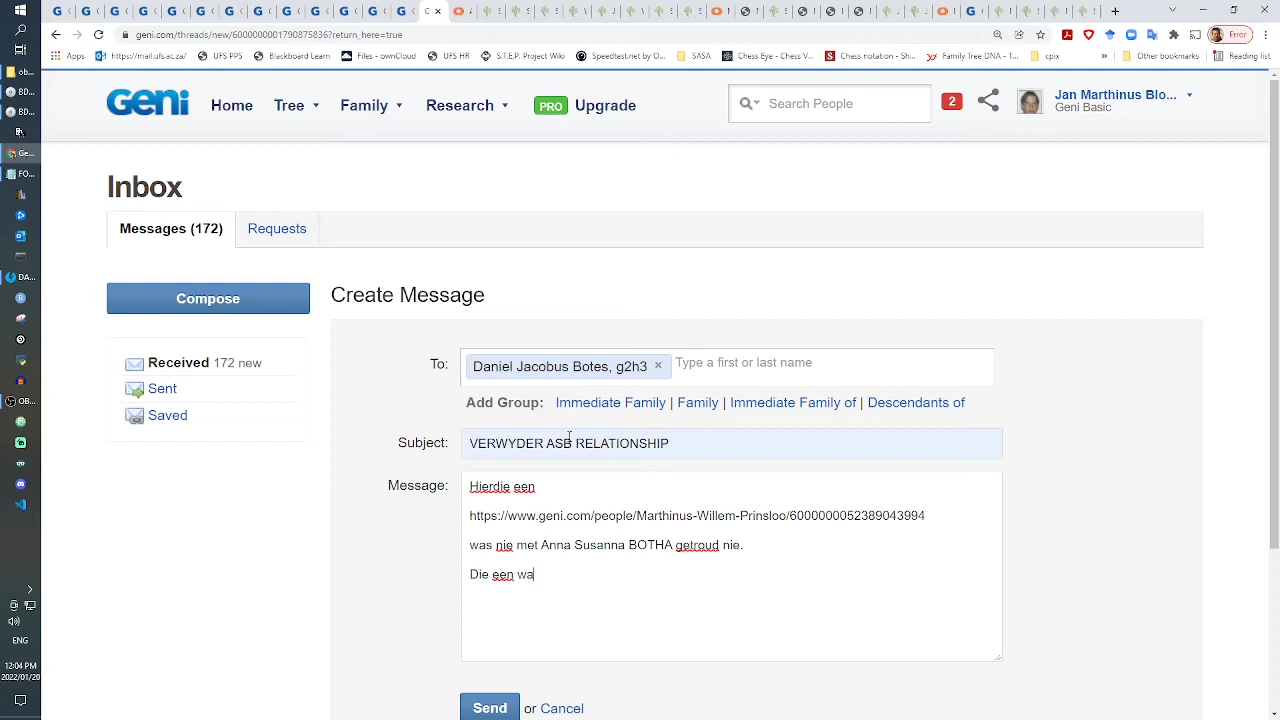 geni.com/threads/new/6000000001790875836?return_here=true
Error
Apps
https://mail.ufs.ac.za/
UFS PPS
Blackboard Learn
Files - ownCloud
UFS HR
S.T.E.P. Project Wiki
Speedtest.net by O...
SASA
Chess Eye - Chess V...
Chess notation - Sh...
Family Tree DNA - T...
cpix
»
Other bookmarks
Reading list
Geni
Home
Tree
Family
Research
PRO Upgrade
Search People
2
Jan Marthinus Blo...
Geni Basic
Inbox
Messages (172)
Requests
Compose
Received 172 new
Sent
Saved
Create Message
To: Daniel Jacobus Botes, g2h3 × Type a first or last name
Add Group: Immediate Family | Family | Immediate Family of | Descendants of
Subject: VERWYDER ASB RELATIONSHIP
Message: Hierdie een
https://www.geni.com/people/Marthinus-Willem-Prinsloo/6000000052389043994
was nie met Anna Susanna BOTHA getroud nie.
Die een wa
Send or Cancel
ENG
12:04 PM
2022/01/20